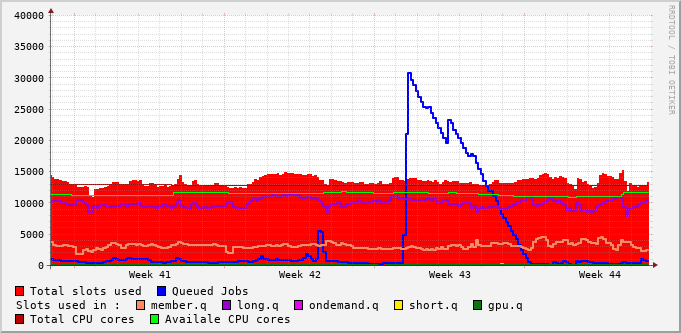 40000
35000
30000
25000
20000
15000
10000
5000
0
Week 41 Week 42 Week 43 Week 44
Total slots used Queued Jobs
Slots used in : member.q long.q ondemand.q short.q gpu.q
Total CPU cores Availale CPU cores
RRDTOOL / TOBI OETIKER